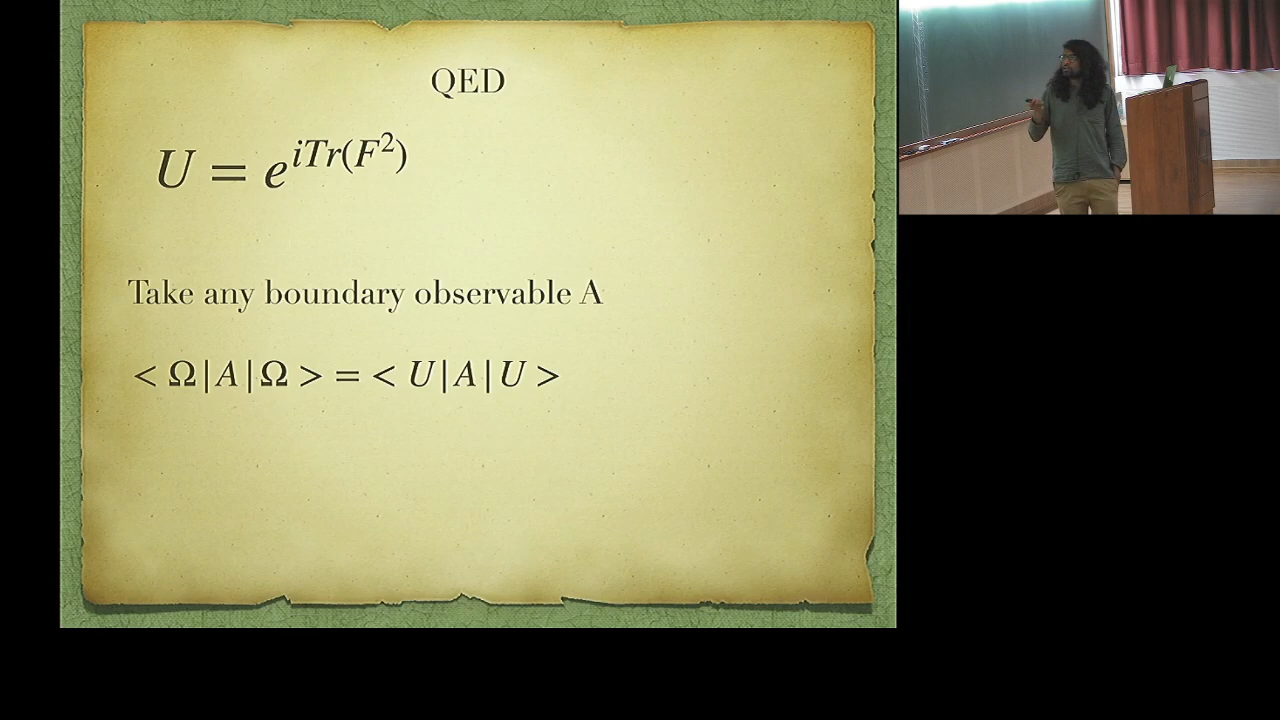 QED
U = e^{iTr(F^2)}
Take any boundary observable A
< Ω|A|Ω > = < U|A|U >